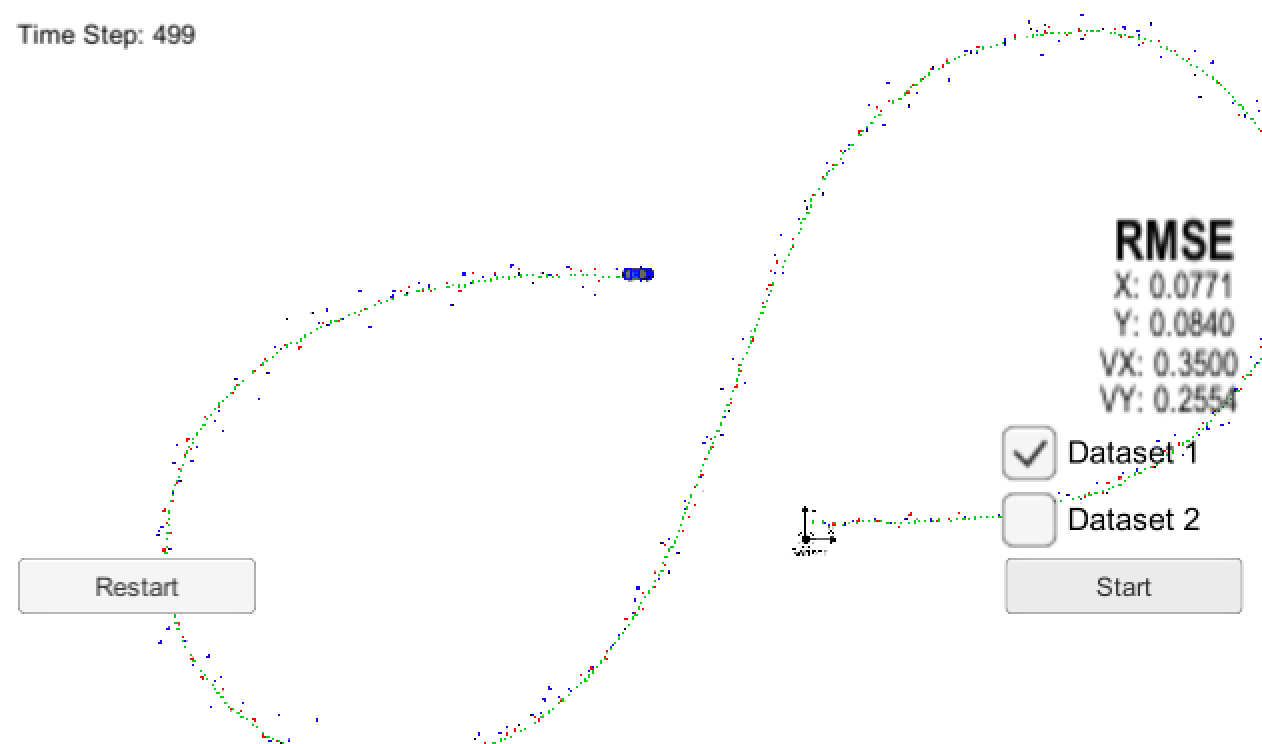 Time Step: 499
RMSE
X: 0.0771
Y: 0.0840
VX: 0.3500
VY: 0.2554
Dataset 1
Dataset 2
Restart
Start